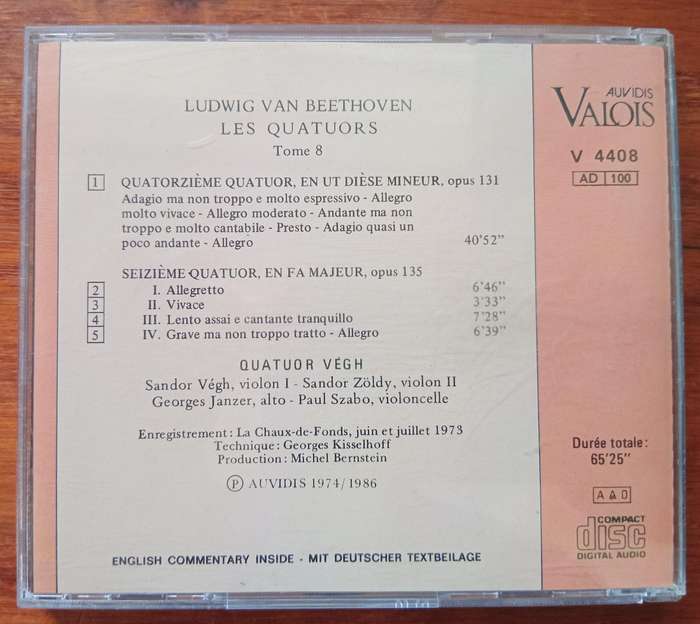 LUDWIG VAN BEETHOVEN
LES QUATUORS
Tome 8
1 QUATORZIÈME QUATUOR, EN UT DIÈSE MINEUR, opus 131
Adagio ma non troppo e molto espressivo - Allegro
molto vivace - Allegro moderato - Andante ma non
troppo e molto cantabile - Presto - Adagio quasi un
poco andante - Allegro 40'52"
SEIZIÈME QUATUOR, EN FA MAJEUR, opus 135
2 I. Allegretto 6'46"
3 II. Vivace 3'33"
4 III. Lento assai e cantante tranquillo 7'28"
5 IV. Grave ma non troppo tratto - Allegro 6'39"
QUATUOR VÉGH
Sandor Végh, violon I - Sandor Zöldy, violon II
Georges Janzer, alto - Paul Szabo, violoncelle
Enregistrement: La Chaux-de-Fonds, juin et juillet 1973
Technique: Georges Kisselhoff
Production: Michel Bernstein
Ⓟ AUVIDIS 1974/1986
ENGLISH COMMENTARY INSIDE - MIT DEUTSCHER TEXTBEILAGE
AUVIDIS
VALOIS
V 4408
AD 100
Durée totale:
65'25"
A & D
COMPACT
disc
DIGITAL AUDIO